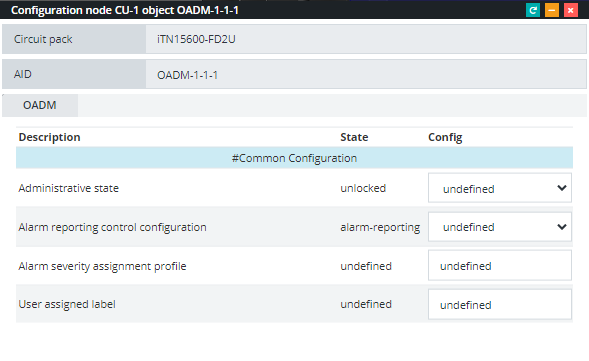 Configuration node CU-1 object OADM-1-1-1
Circuit pack iTN15600-FD2U
AID OADM-1-1-1
OADM
Description State Config
#Common Configuration
Administrative state unlocked undefined
Alarm reporting control configuration alarm-reporting undefined
Alarm severity assignment profile undefined undefined
User assigned label undefined undefined